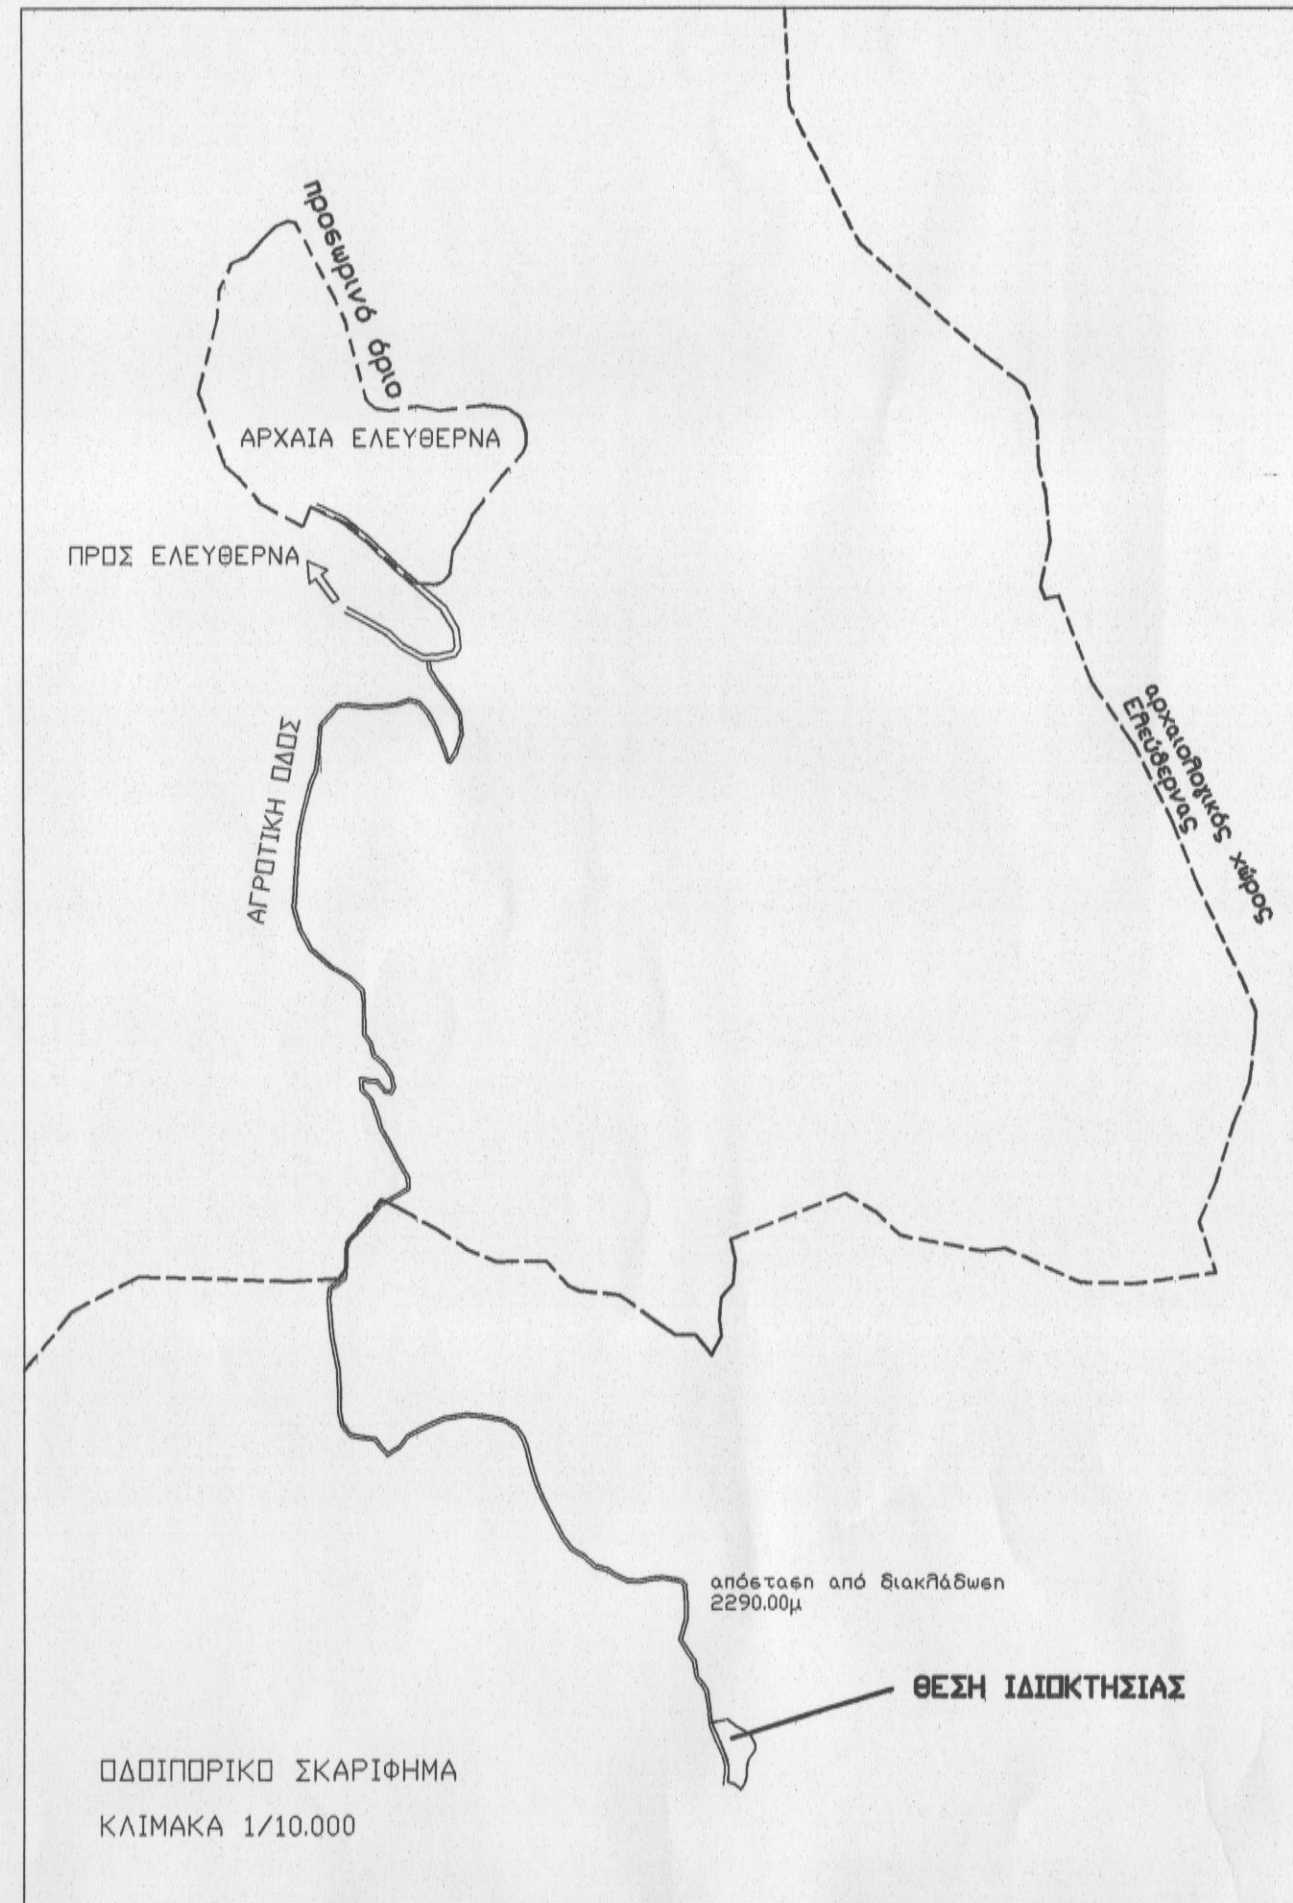 προσωρινό όριο
ΑΡΧΑΙΑ ΕΛΕΥΘΕΡΝΑ
ΠΡΟΣ ΕΛΕΥΘΕΡΝΑ
ΑΓΡΟΤΙΚΗ ΟΔΟΣ
αρχαιολογικός χώρος
Ελεύθερνας
απόσταση από διακλάδωση
2290.00μ
ΘΕΣΗ ΙΔΙΟΚΤΗΣΙΑΣ
ΟΔΟΙΠΟΡΙΚΟ ΣΚΑΡΙΦΗΜΑ
ΚΛΙΜΑΚΑ 1/10.000